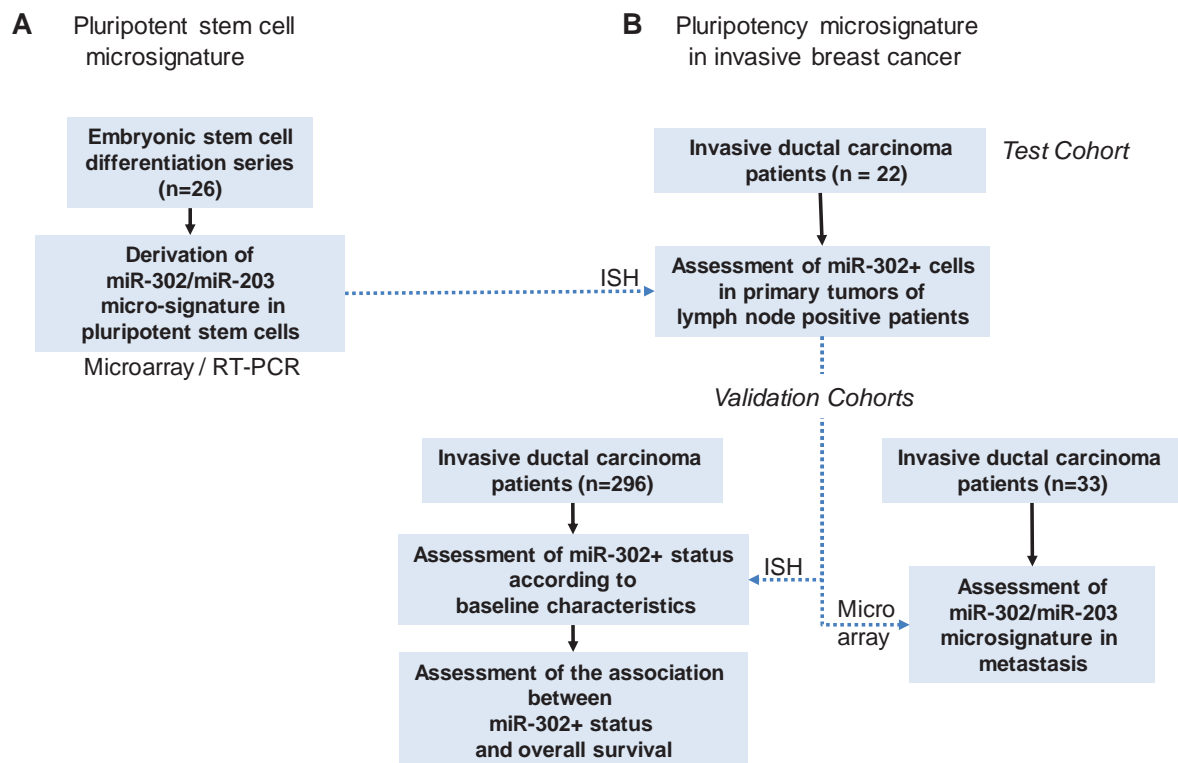 A Pluripotent stem cell
microsignature
Embryonic stem cell
differentiation series
(n=26)
Derivation of
miR-302/miR-203
micro-signature in
pluripotent stem cells
Microarray / RT-PCR
ISH
B Pluripotency microsignature
in invasive breast cancer
Invasive ductal carcinoma
patients (n = 22)
Test Cohort
Assessment of miR-302+ cells
in primary tumors of
lymph node positive patients
Validation Cohorts
Invasive ductal carcinoma
patients (n=296)
Assessment of miR-302+ status
according to
baseline characteristics
ISH
Assessment of the association
between
miR-302+ status
and overall survival
Micro
array
Invasive ductal carcinoma
patients (n=33)
Assessment of
miR-302/miR-203
microsignature in
metastasis